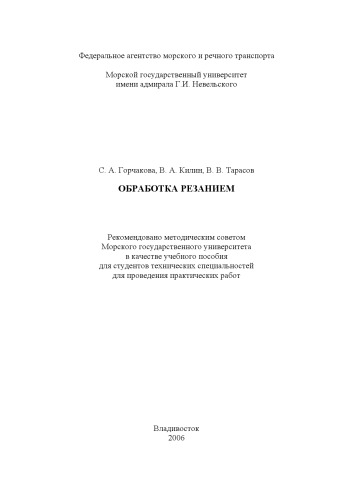 Федеральное агентство морского и речного транспорта
Морской государственный университет
имени адмирала Г.И. Невельского
С. А. Горчакова, В. А. Килин, В. В. Тарасов
ОБРАБОТКА РЕЗАНИЕМ
Рекомендовано методическим советом
Морского государственного университета
в качестве учебного пособия
для студентов технических специальностей
для проведения практических работ
Владивосток
2006